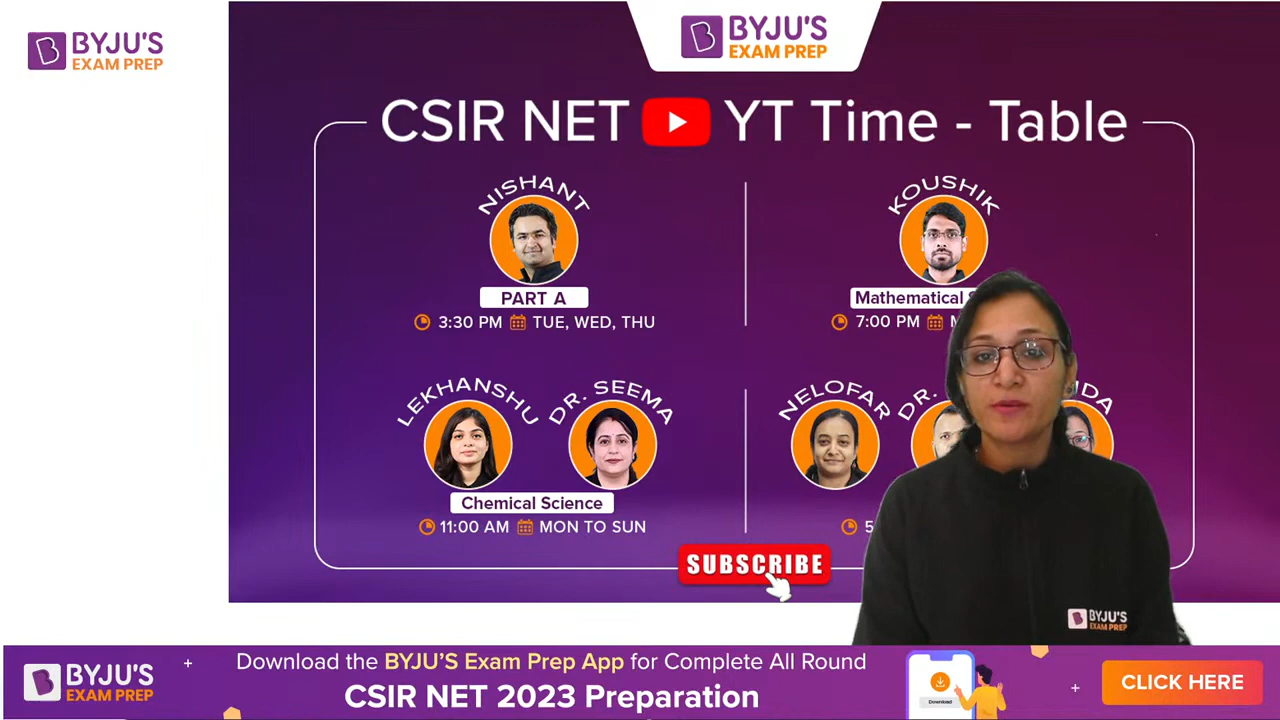 BYJU'S
EXAM PREP
BYJU'S
EXAM PREP
CSIR NET YT Time - Table
NISHANT
PART A
3:30 PM TUE, WED, THU
KOUSHIK
Mathematical
7:00 PM
LEKHANSHU DR. SEEMA
Chemical Science
11:00 AM MON TO SUN
NELOFAR DR.
5
SUBSCRIBE
BYJU'S
EXAM PREP
BYJU'S
EXAM PREP
Download the BYJU'S Exam Prep App for Complete All Round
CSIR NET 2023 Preparation
Download
CLICK HERE